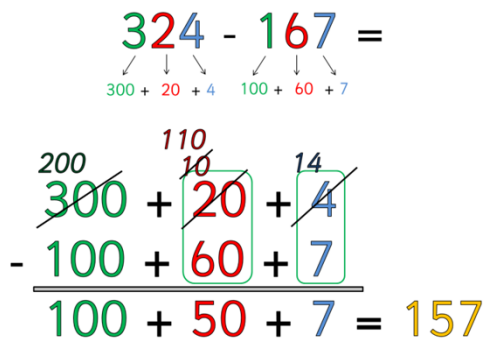 324 - 167 =
300 + 20 + 4 100 + 60 + 7
110
200 10 14
300 + 20 + 4
- 100 + 60 + 7
100 + 50 + 7 = 157